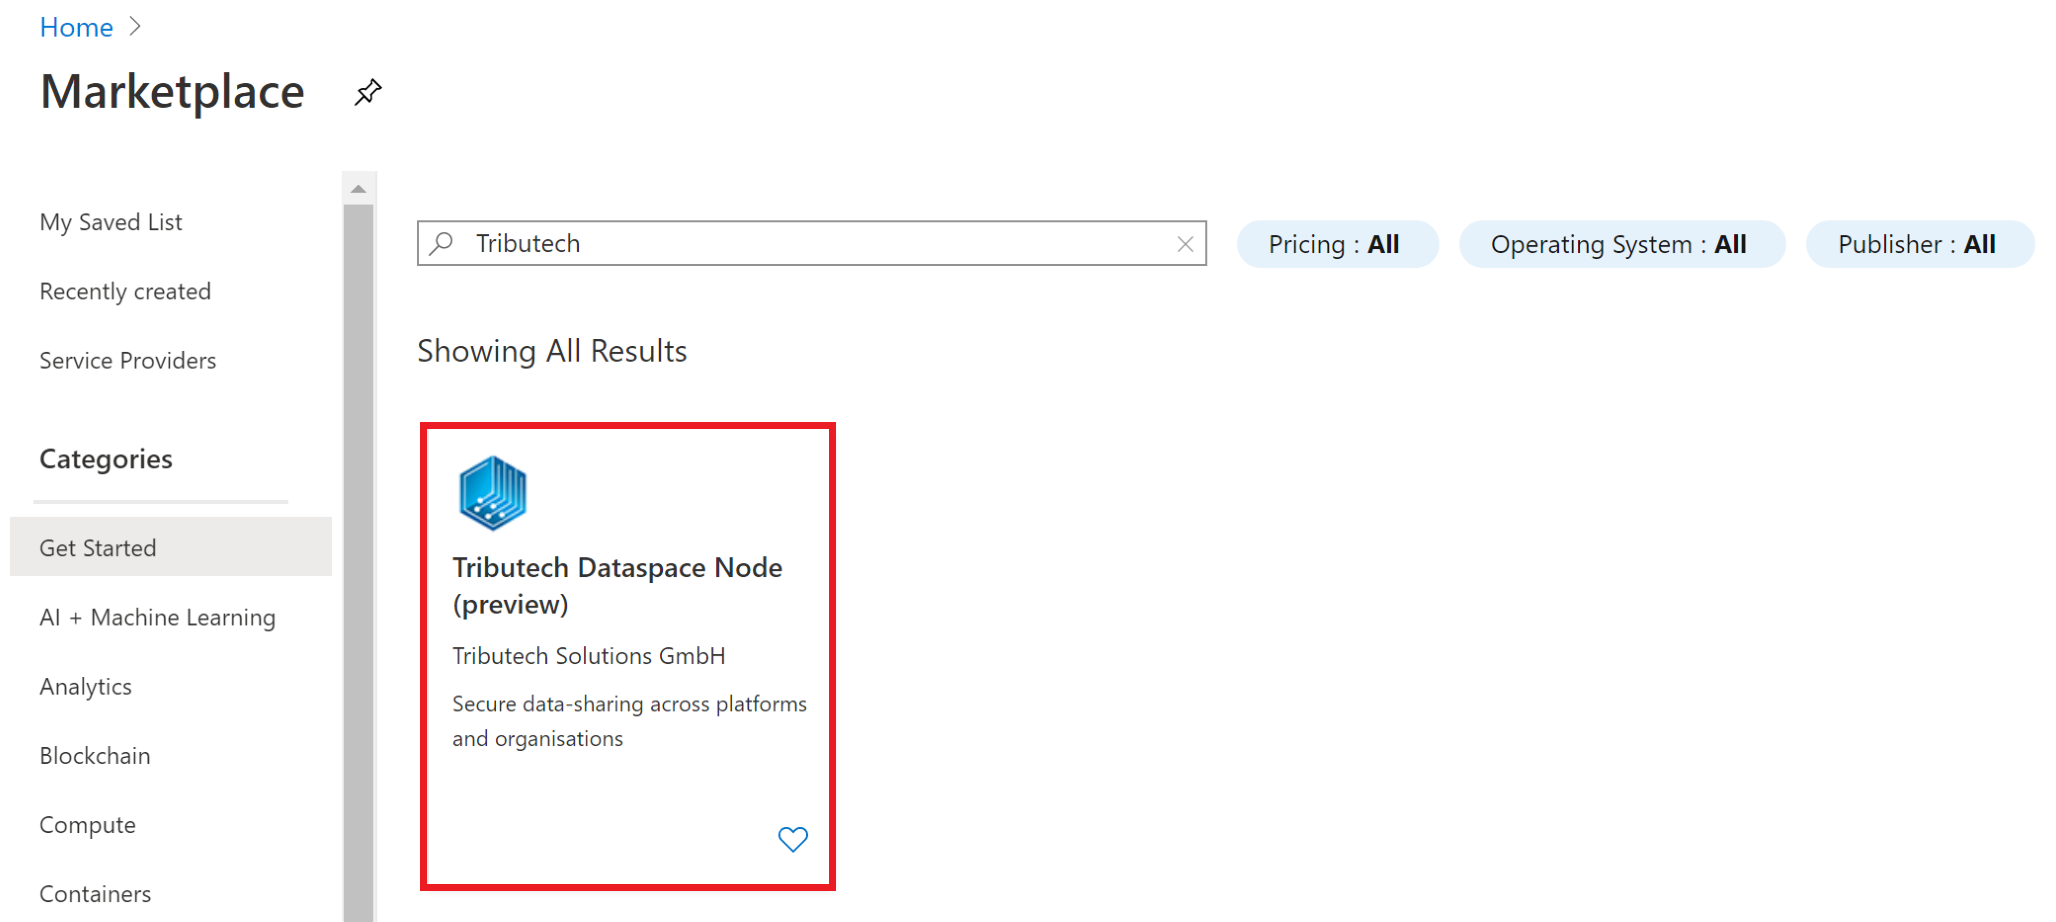 Home
Marketplace
My Saved List
Recently created
Service Providers
Categories
Get Started
AI + Machine Learning
Analytics
Blockchain
Compute
Containers
Tributech
Pricing : All
Operating System : All
Publisher : All
Showing All Results
Tributech Dataspace Node
(preview)
Tributech Solutions GmbH
Secure data-sharing across platforms
and organisations